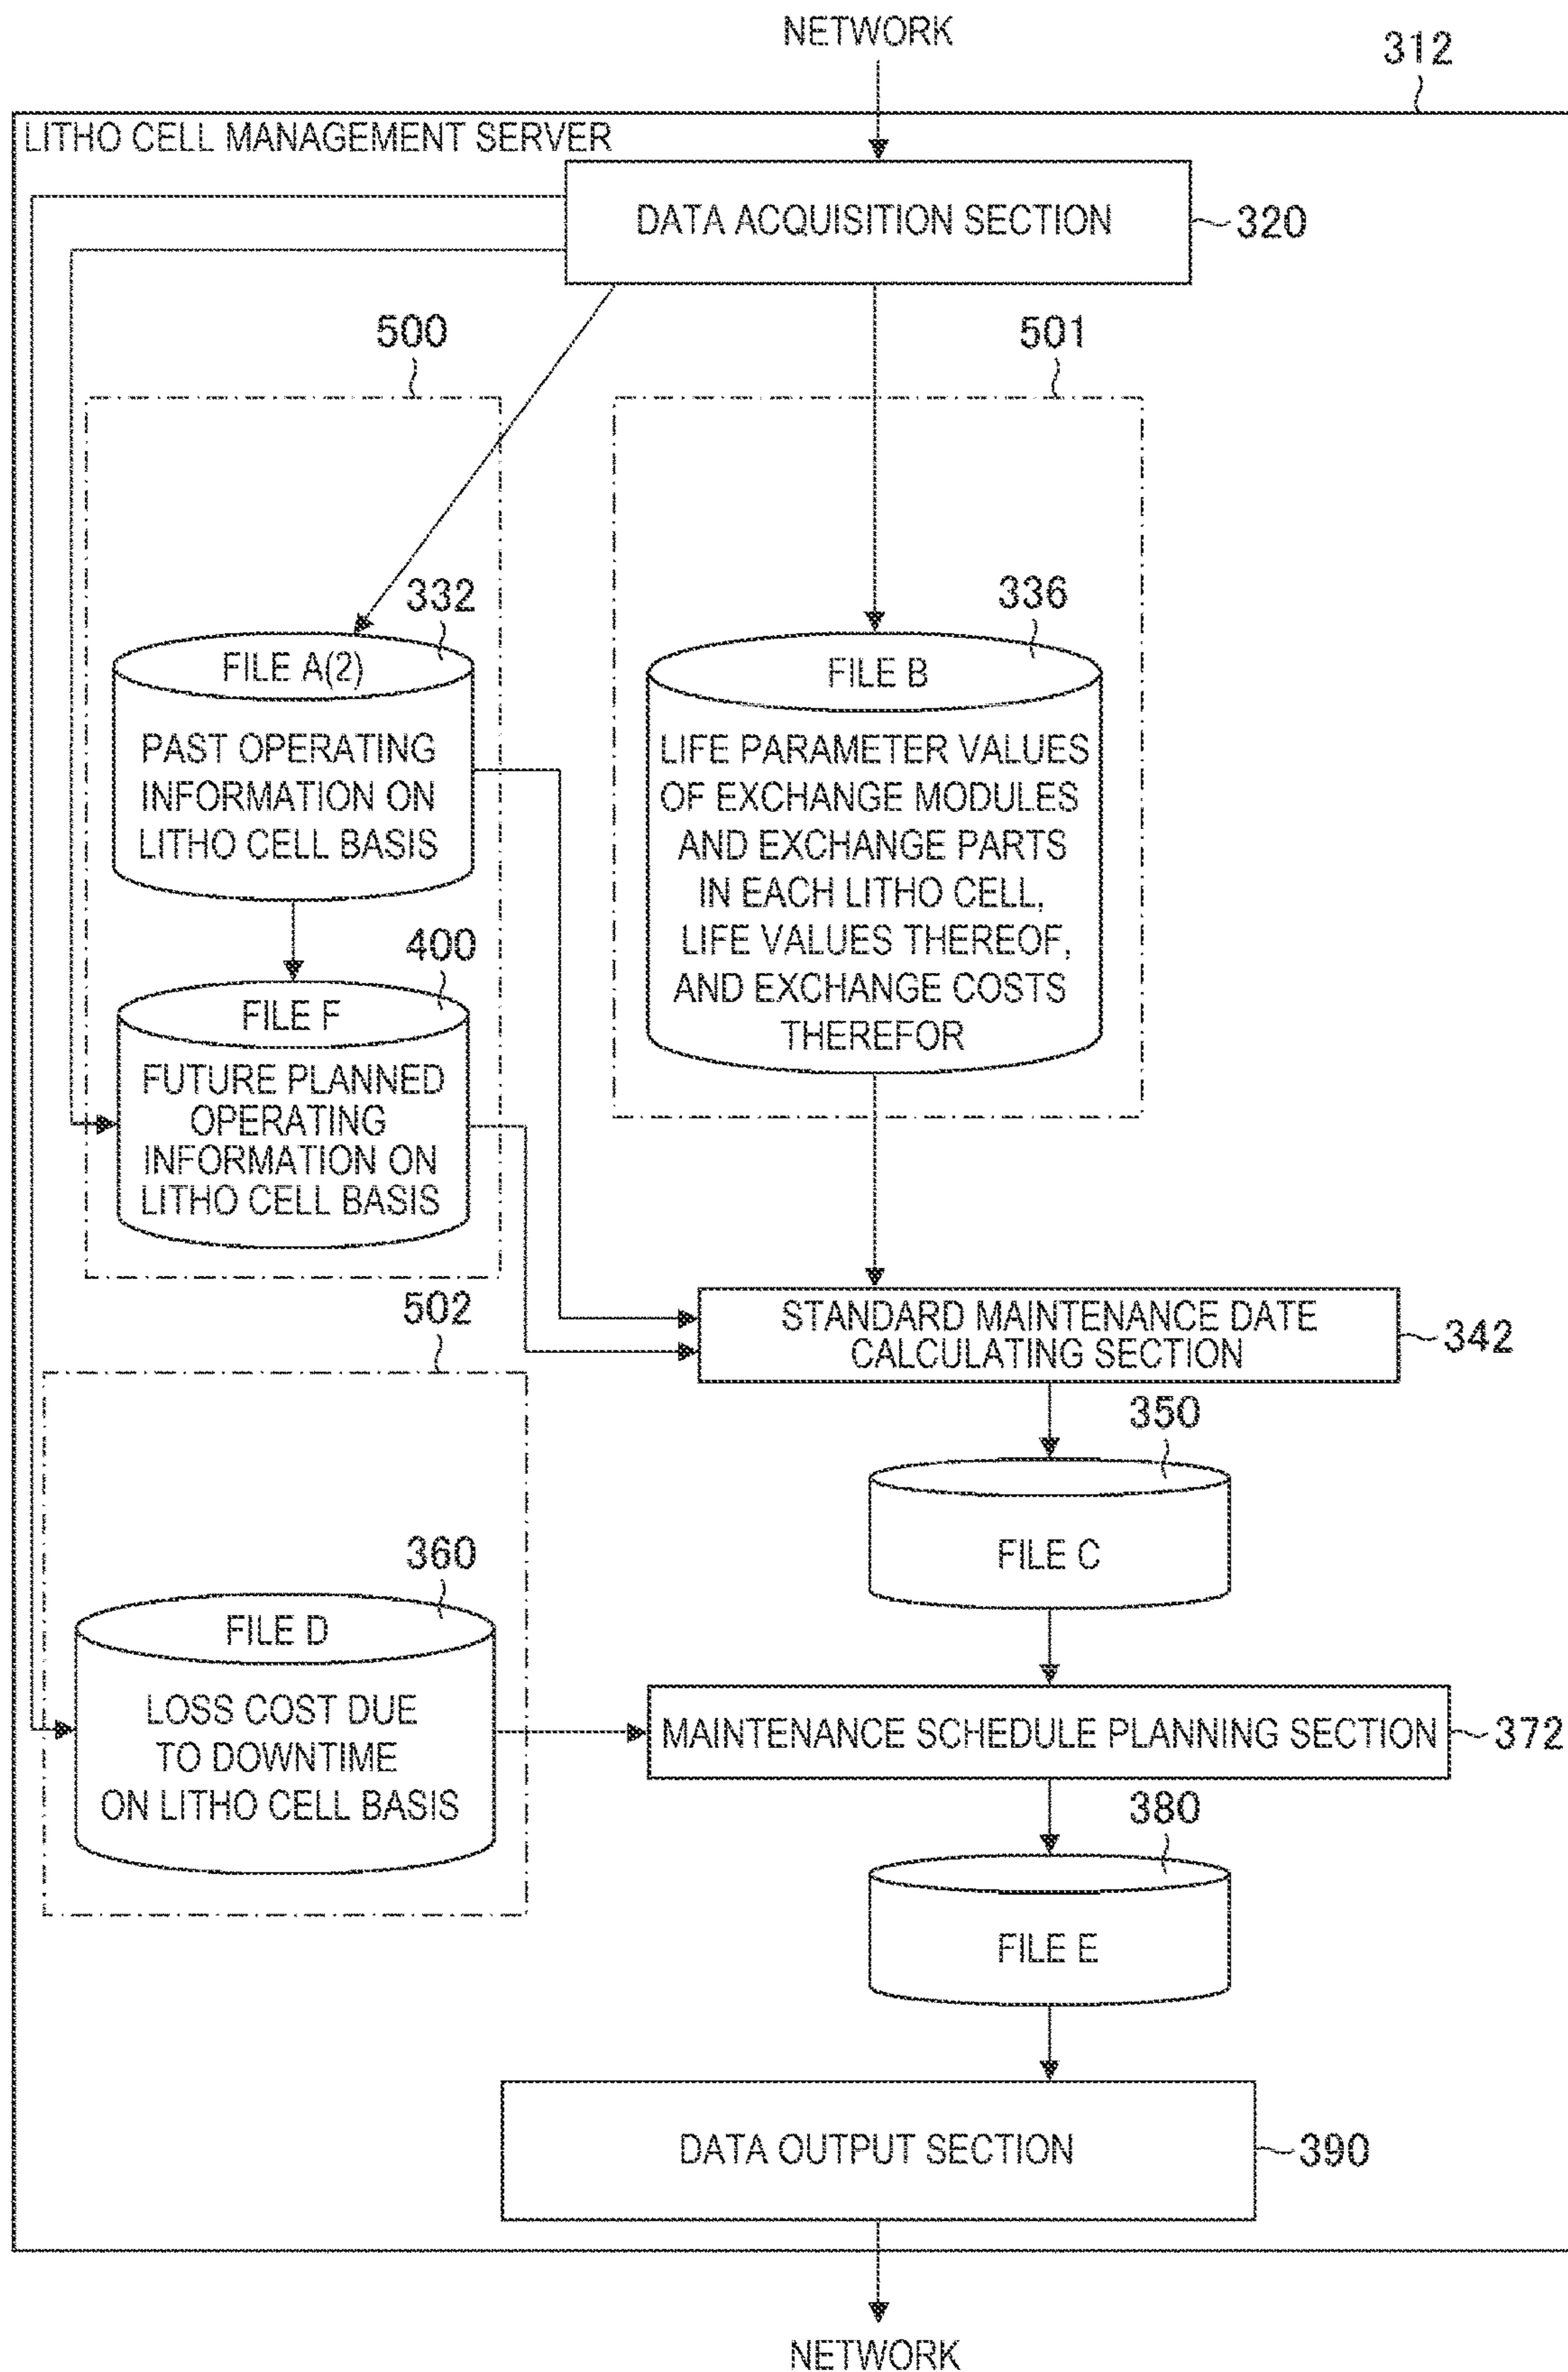 NETWORK
312
LITHO CELL MANAGEMENT SERVER
DATA ACQUISITION SECTION
320
500
501
332
336
FILE A(2)
PAST OPERATING
INFORMATION ON
LITHO CELL BASIS
FILE B
LIFE PARAMETER VALUES
OF EXCHANGE MODULES
AND EXCHANGE PARTS
IN EACH LITHO CELL,
LIFE VALUES THEREOF,
AND EXCHANGE COSTS
THEREFOR
400
FILE F
FUTURE PLANNED
OPERATING
INFORMATION ON
LITHO CELL BASIS
502
STANDARD MAINTENANCE DATE
CALCULATING SECTION
342
350
FILE C
360
FILE D
LOSS COST DUE
TO DOWNTIME
ON LITHO CELL BASIS
MAINTENANCE SCHEDULE PLANNING SECTION
372
380
FILE E
DATA OUTPUT SECTION
390
NETWORK